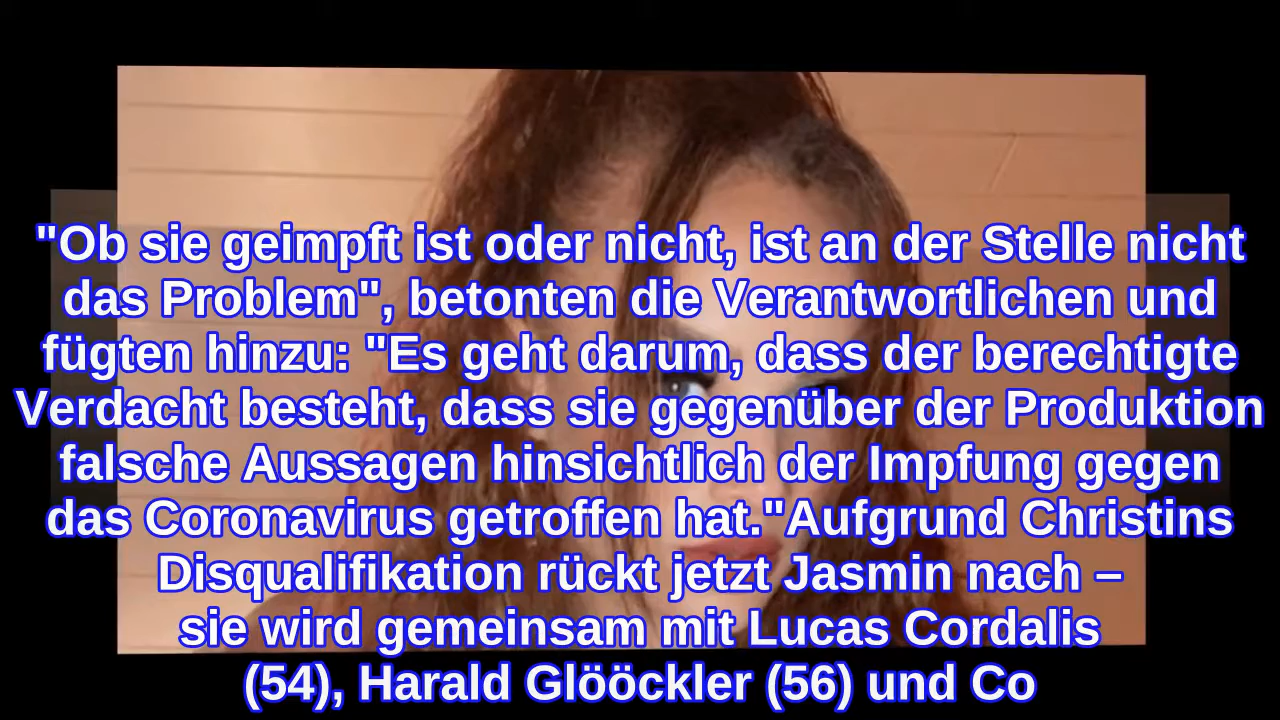 "Ob sie geimpft ist oder nicht, ist an der Stelle nicht
das Problem", betonten die Verantwortlichen und
fügten hinzu: "Es geht darum, dass der berechtigte
Verdacht besteht, dass sie gegenüber der Produktion
falsche Aussagen hinsichtlich der Impfung gegen
das Coronavirus getroffen hat."Aufgrund Christins
Disqualifikation rückt jetzt Jasmin nach –
sie wird gemeinsam mit Lucas Cordalis
(54), Harald Glööckler (56) und Co